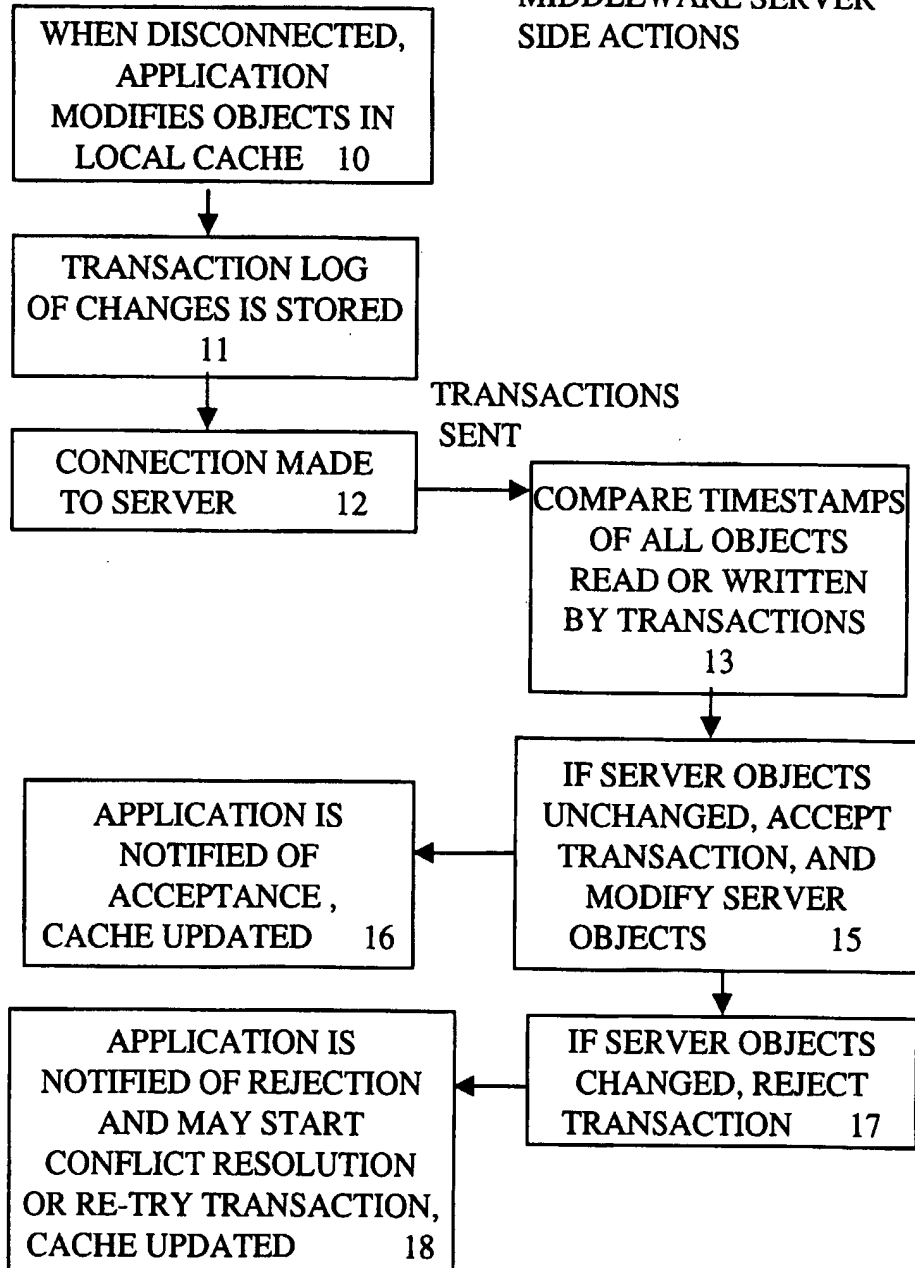 MIDDLEWARE SERVER
SIDE ACTIONS
WHEN DISCONNECTED,
APPLICATION
MODIFIES OBJECTS IN
LOCAL CACHE 10
TRANSACTION LOG
OF CHANGES IS STORED
11
TRANSACTIONS
SENT
CONNECTION MADE
TO SERVER 12
COMPARE TIMESTAMPS
OF ALL OBJECTS
READ OR WRITTEN
BY TRANSACTIONS
13
IF SERVER OBJECTS
UNCHANGED, ACCEPT
TRANSACTION, AND
MODIFY SERVER
OBJECTS 15
APPLICATION IS
NOTIFIED OF
ACCEPTANCE ,
CACHE UPDATED 16
IF SERVER OBJECTS
CHANGED, REJECT
TRANSACTION 17
APPLICATION IS
NOTIFIED OF REJECTION
AND MAY START
CONFLICT RESOLUTION
OR RE-TRY TRANSACTION,
CACHE UPDATED 18